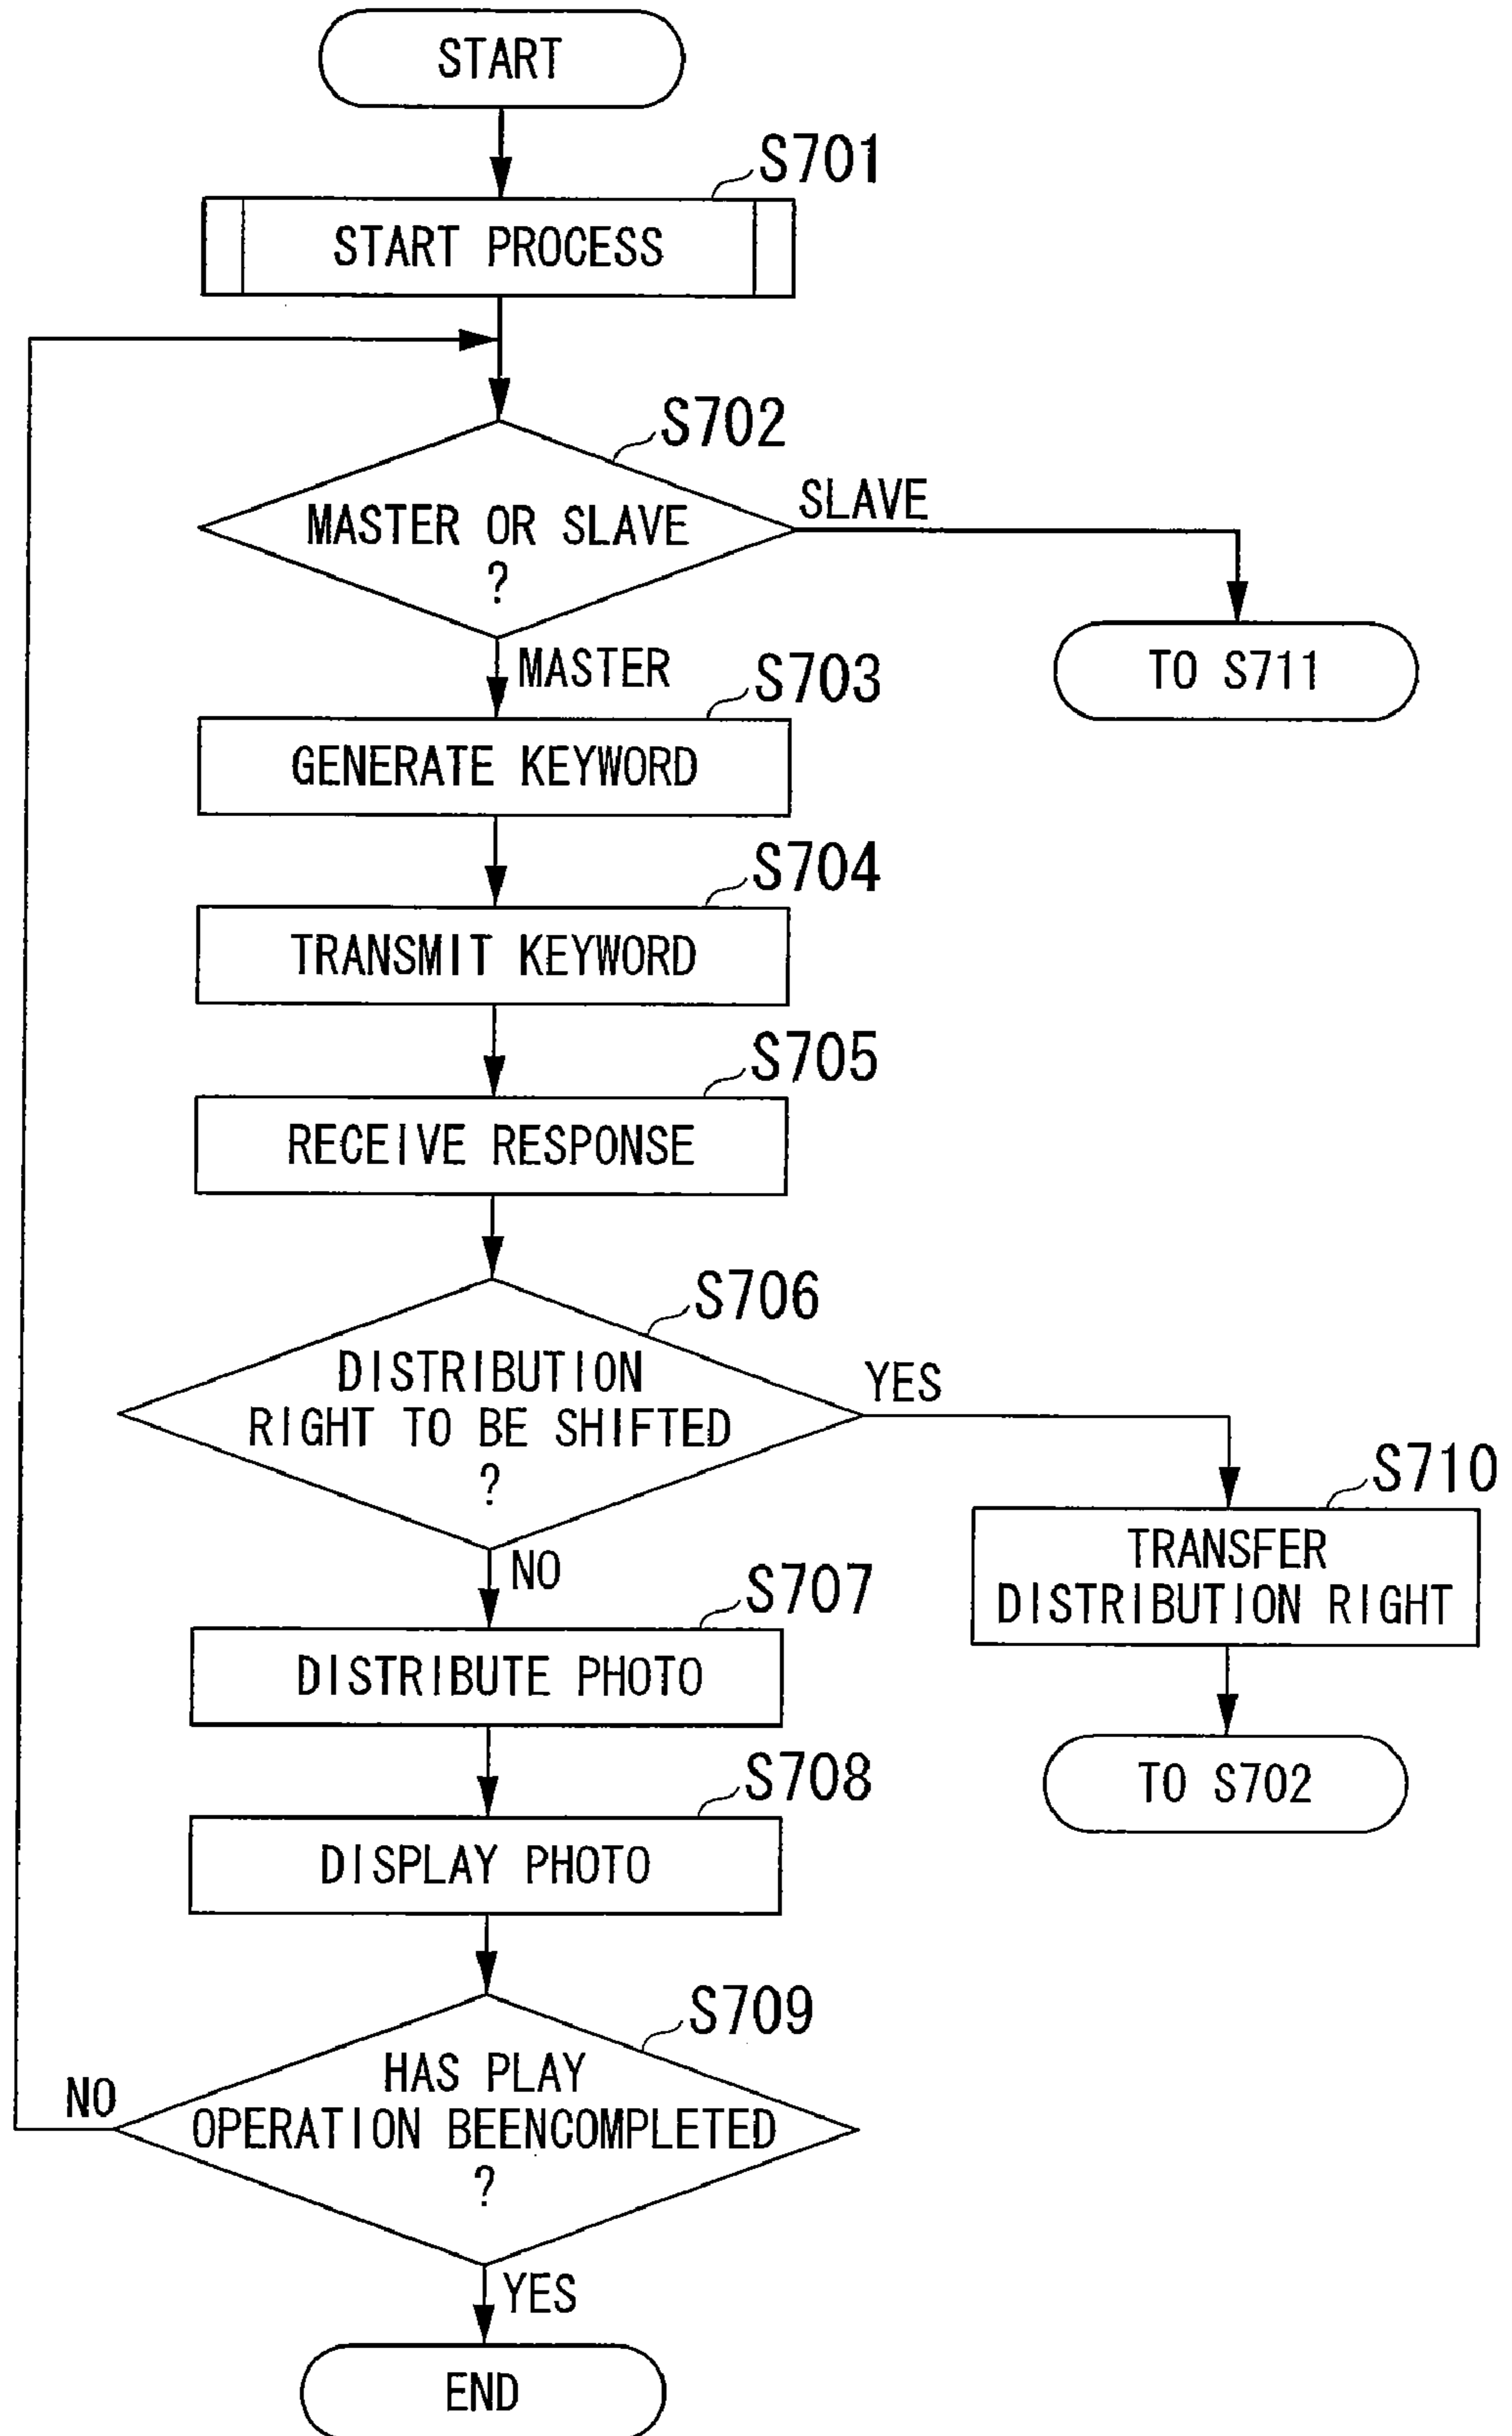 START
S701
START PROCESS
S702
MASTER OR SLAVE
?
SLAVE
TO S711
MASTER
S703
GENERATE KEYWORD
S704
TRANSMIT KEYWORD
S705
RECEIVE RESPONSE
S706
DISTRIBUTION
RIGHT TO BE SHIFTED
?
YES
S710
TRANSFER
DISTRIBUTION RIGHT
TO S702
NO
S707
DISTRIBUTE PHOTO
S708
DISPLAY PHOTO
S709
HAS PLAY
OPERATION BEENCOMPLETED
?
NO
YES
END